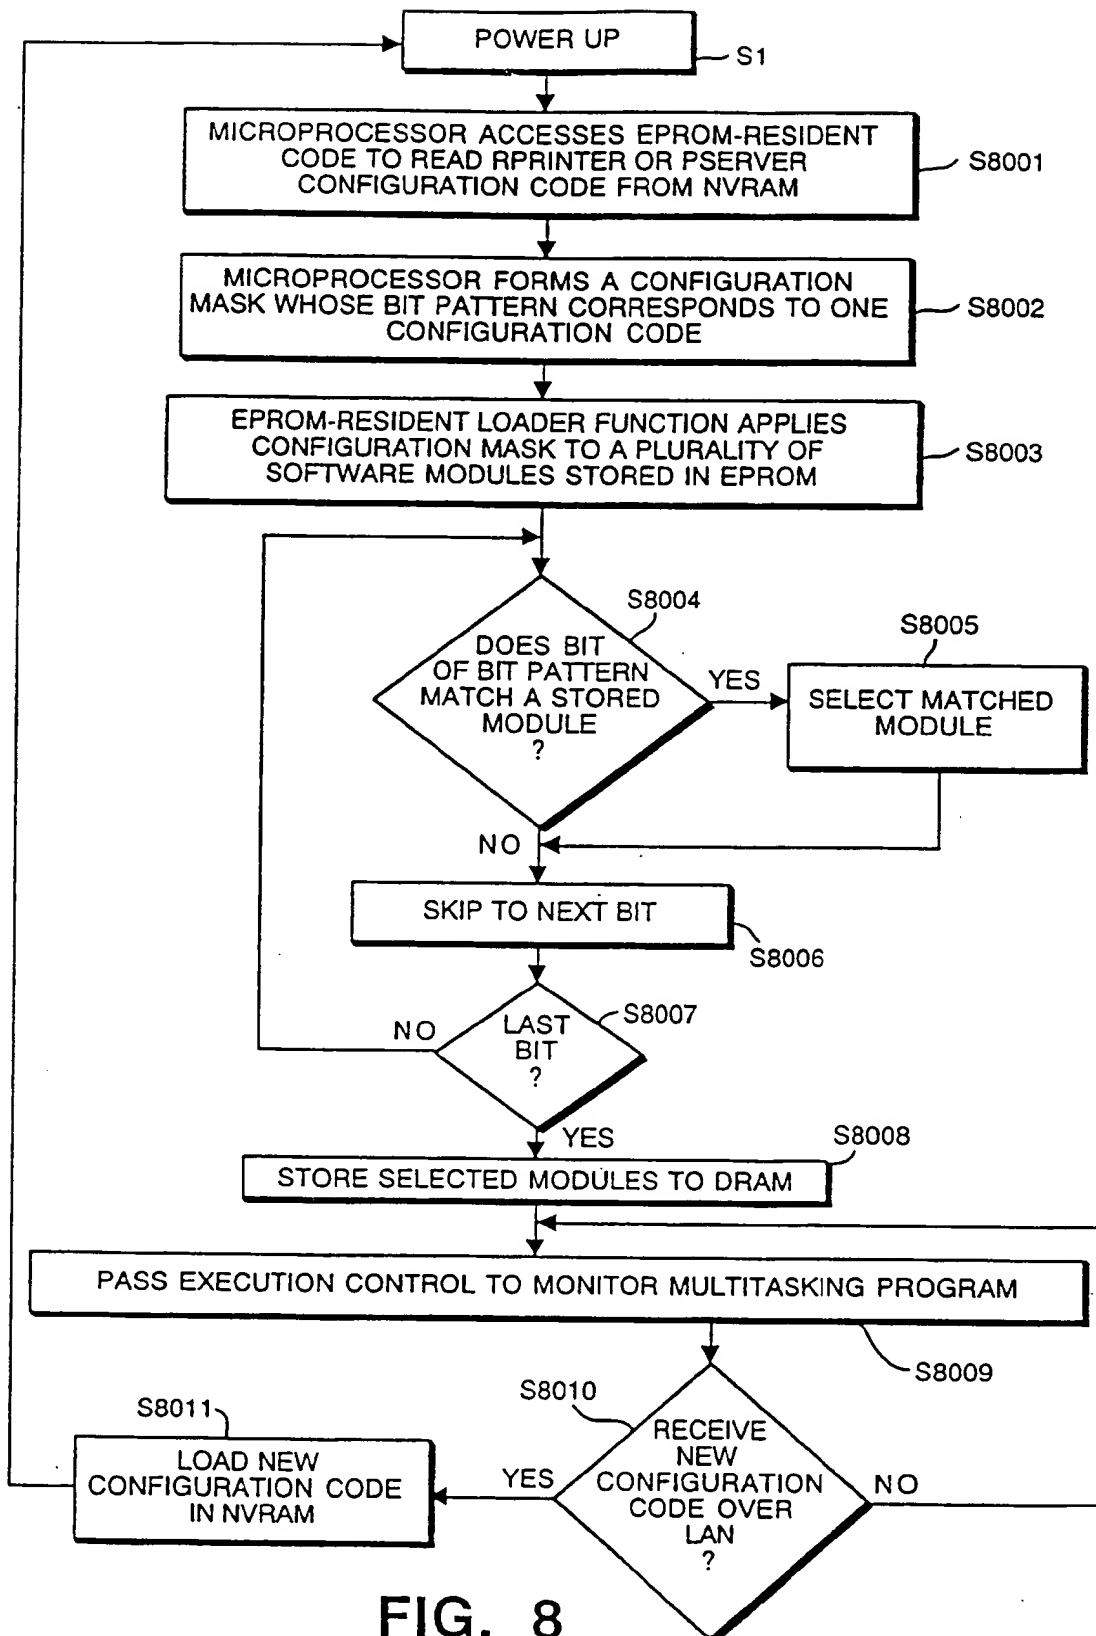 POWER UP
S1
MICROPROCESSOR ACCESSES EPROM-RESIDENT
CODE TO READ RPRINTER OR PSERVER
CONFIGURATION CODE FROM NVRAM
S8001
MICROPROCESSOR FORMS A CONFIGURATION
MASK WHOSE BIT PATTERN CORRESPONDS TO ONE
CONFIGURATION CODE
S8002
EPROM-RESIDENT LOADER FUNCTION APPLIES
CONFIGURATION MASK TO A PLURALITY OF
SOFTWARE MODULES STORED IN EPROM
S8003
S8004
DOES BIT
OF BIT PATTERN
MATCH A STORED
MODULE
?
YES
S8005
SELECT MATCHED
MODULE
NO
SKIP TO NEXT BIT
S8006
S8007
LAST
BIT
?
NO
YES
S8008
STORE SELECTED MODULES TO DRAM
PASS EXECUTION CONTROL TO MONITOR MULTITASKING PROGRAM
S8009
S8010
RECEIVE
NEW
CONFIGURATION
CODE OVER
LAN
?
YES
NO
S8011
LOAD NEW
CONFIGURATION CODE
IN NVRAM
FIG. 8